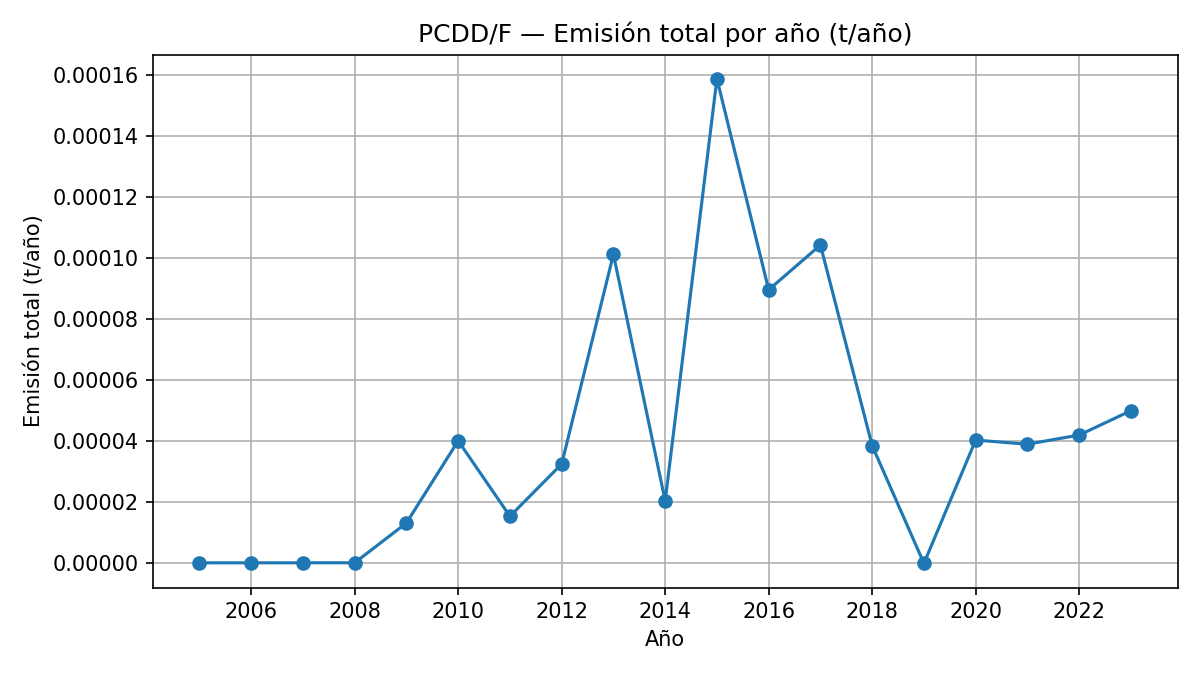 PCDD/F — Emisión total por año (t/año)
Emisión total (t/año)
0.00016
0.00014
0.00012
0.00010
0.00008
0.00006
0.00004
0.00002
0.00000
2006 2008 2010 2012 2014 2016 2018 2020 2022
Año